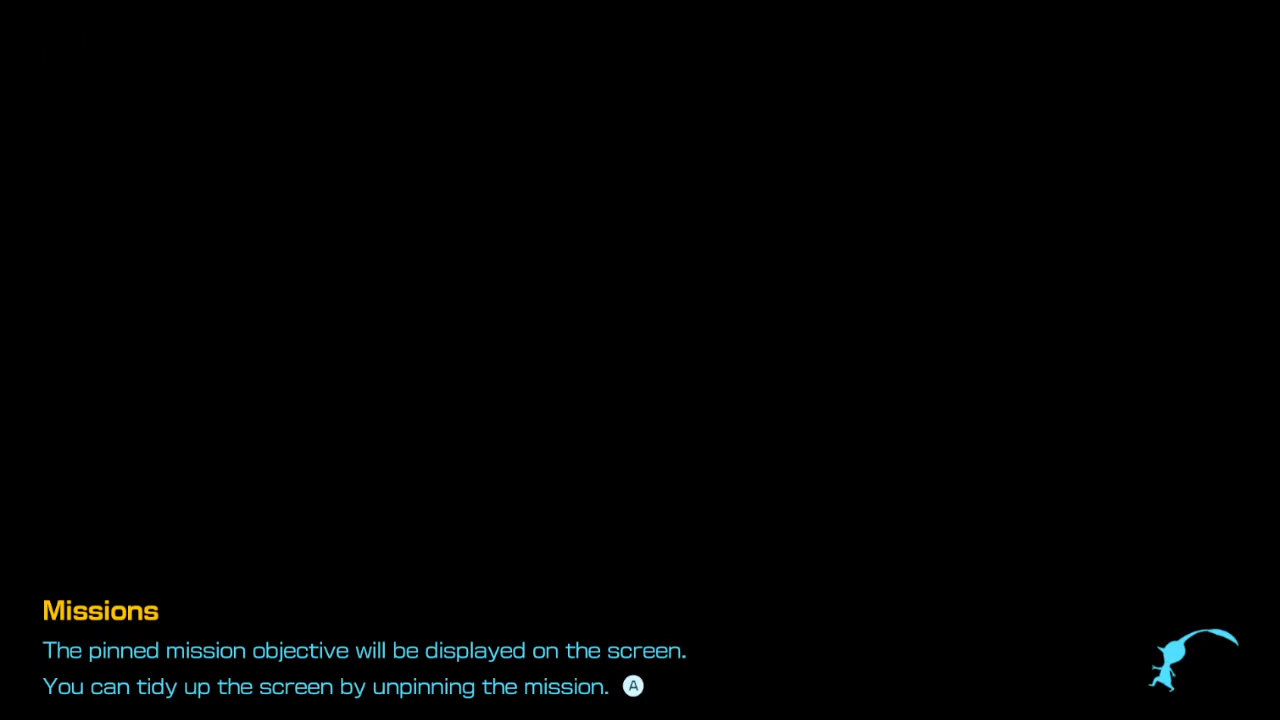 Missions
The pinned mission objective will be displayed on the screen.
You can tidy up the screen by unpinning the mission. A